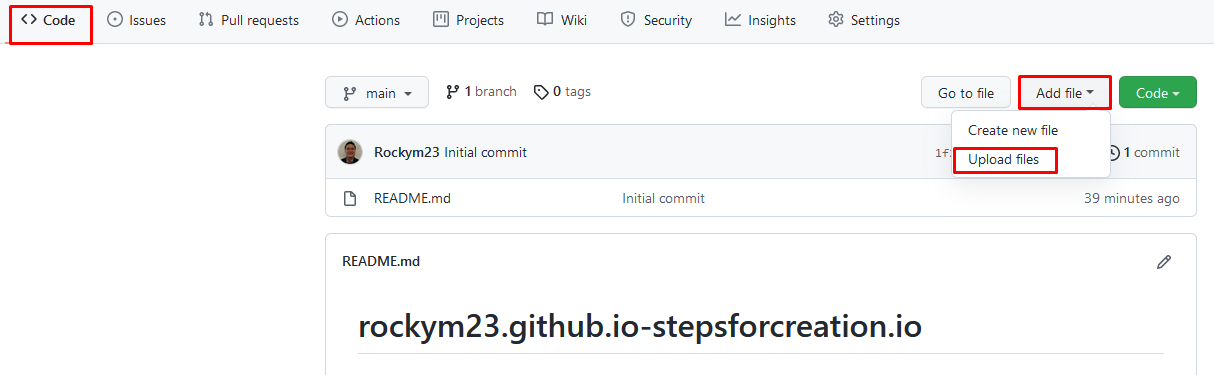 Code Issues Pull requests Actions Projects Wiki Security Insights Settings
main 1 branch 0 tags Go to file Add file Code
Create new file
Upload files
Rockym23 Initial commit 1 commit
README.md Initial commit 39 minutes ago
README.md
rockym23.github.io-stepsforcreation.io